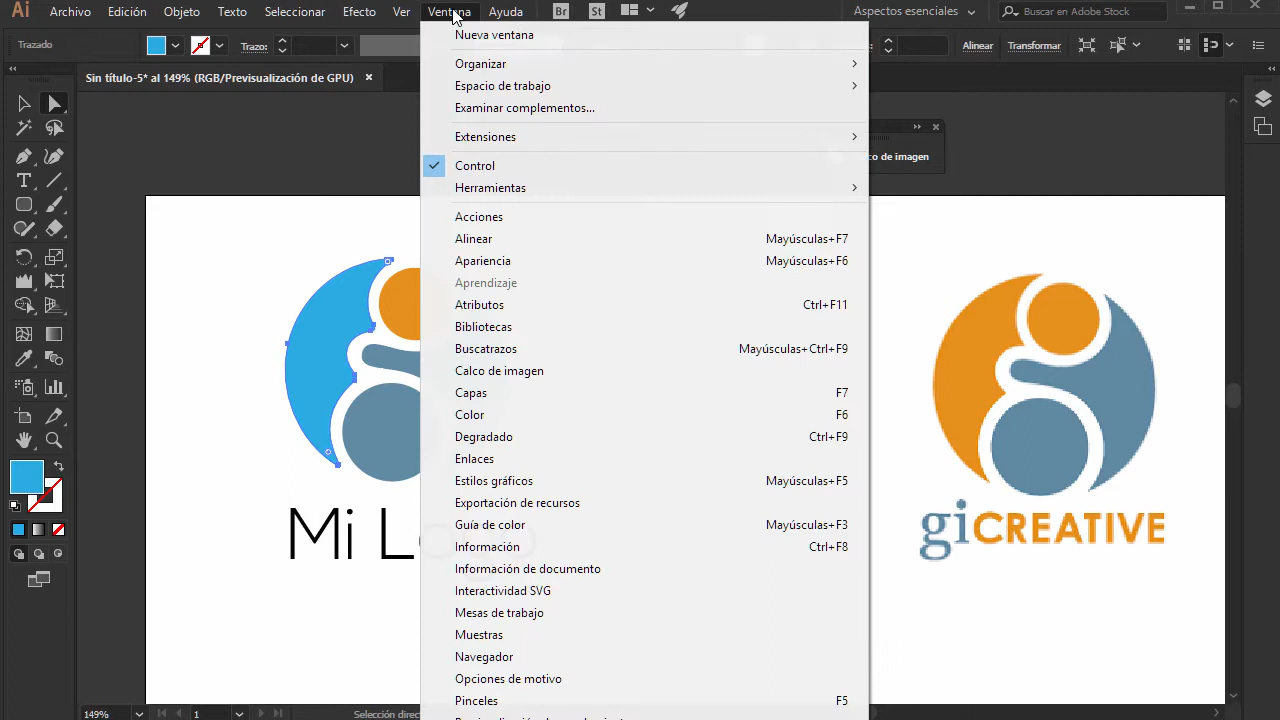 Ai Archivo Edición Objeto Texto Seleccionar Efecto Ver Ventana Ayuda Br St Aspectos esenciales Buscar en Adobe Stock
Trazado Trazo: Alinear Transformar
Sin título-5* al 149% (RGB/Previsualización de GPU)
Nueva ventana
Organizar
Espacio de trabajo
Examinar complementos...
Extensiones
Control
Herramientas
Acciones
Alinear Mayúsculas+F7
Apariencia Mayúsculas+F6
Aprendizaje
Atributos Ctrl+F11
Bibliotecas
Buscatrazos Mayúsculas+Ctrl+F9
Calco de imagen
Capas F7
Color F6
Degradado Ctrl+F9
Enlaces
Estilos gráficos Mayúsculas+F5
Exportación de recursos
Guía de color Mayúsculas+F3
Información Ctrl+F8
Información de documento
Interactividad SVG
Mesas de trabajo
Muestras
Navegador
Opciones de motivo
Pinceles F5
co de imagen
Mi L
giCREATIVE
149% 1 Selección direc